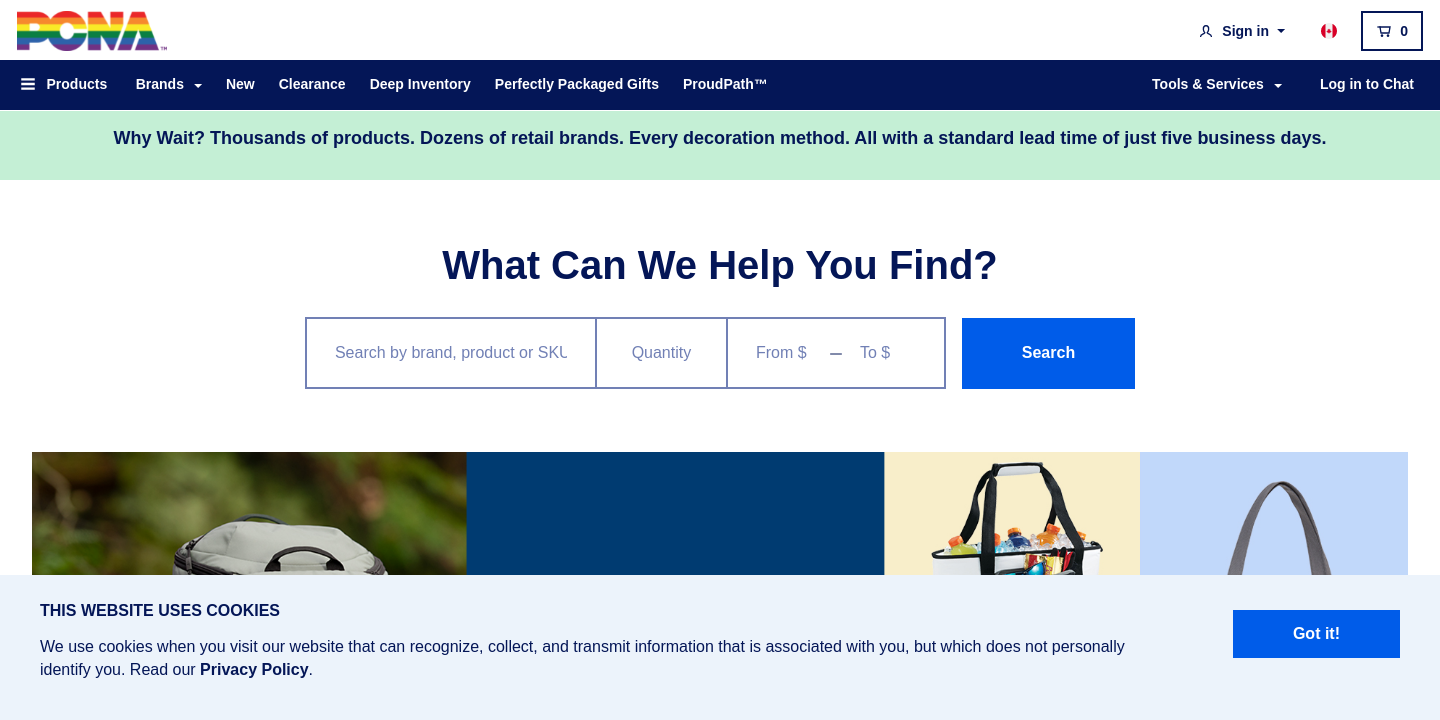 PCNA™
Sign in
0
Products Brands New Clearance Deep Inventory Perfectly Packaged Gifts ProudPath™ Tools & Services Log in to Chat
Why Wait? Thousands of products. Dozens of retail brands. Every decoration method. All with a standard lead time of just five business days.
What Can We Help You Find?
Search by brand, product or SKU Quantity From $ – To $ Search
THIS WEBSITE USES COOKIES
We use cookies when you visit our website that can recognize, collect, and transmit information that is associated with you, but which does not personally
identify you. Read our Privacy Policy.
Got it!